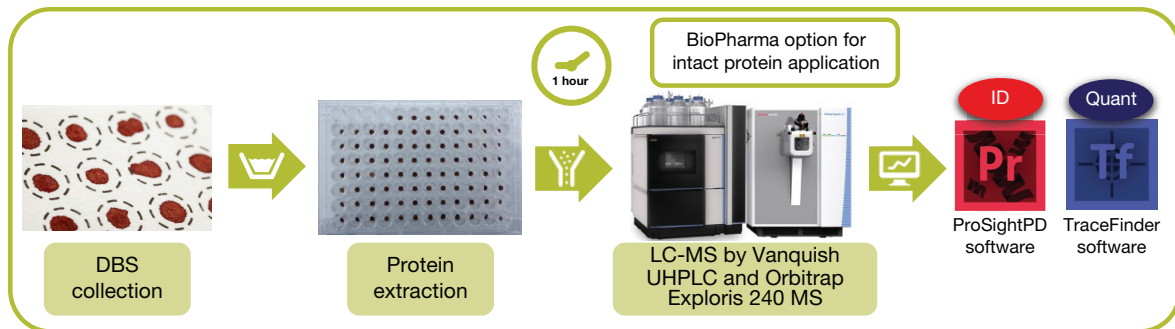 BioPharma option for
intact protein application
1 hour
ID
Quant
Pr
Tf
ProSightPD
software
TraceFinder
software
DBS
collection
Protein
extraction
LC-MS by Vanquish
UHPLC and Orbitrap
Exploris 240 MS